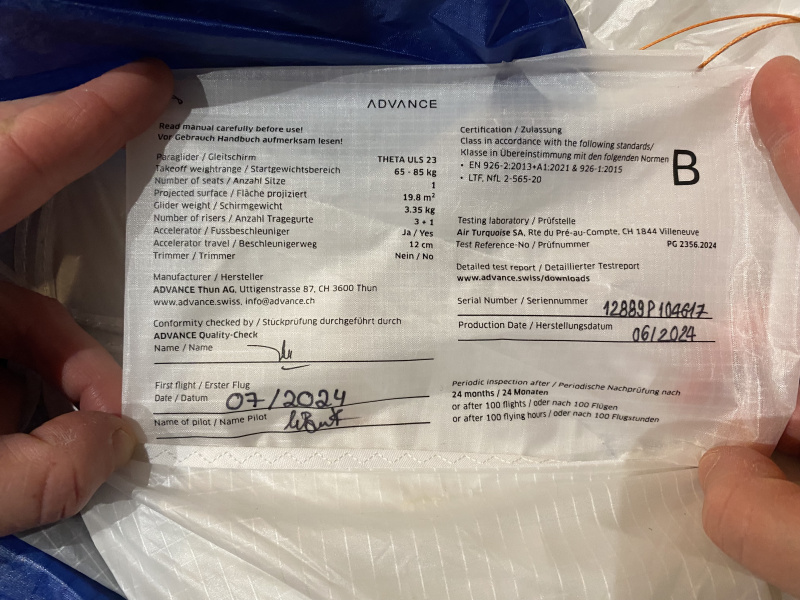 ADVANCE
Read manual carefully before use!
Vor Gebrauch Handbuch aufmerksam lesen!
Paraglider / Gleitschirm THETA ULS 23
Takeoff weightrange / Startgewichtsbereich 65 - 85 kg
Number of seats / Anzahl Sitze 1
Projected surface / Fläche projiziert 19.8 m²
Glider weight / Schirmgewicht 3.35 kg
Number of risers / Anzahl Tragegurte 3 + 1
Accelerator / Fussbeschleuniger Ja / Yes
Accelerator travel / Beschleunigerweg 12 cm
Trimmer / Trimmer Nein / No
Manufacturer / Hersteller
ADVANCE Thun AG, Uttigenstrasse 87, CH 3600 Thun
www.advance.swiss, info@advance.ch
Conformity checked by / Stückprüfung durchgeführt durch
ADVANCE Quality-Check
Name / Name
First flight / Erster Flug
Date / Datum 07/2024
Name of pilot / Name Pilot
Certification / Zulassung
Class in accordance with the following standards/
Klasse in Übereinstimmung mit den folgenden Normen
• EN 926-2:2013+A1:2021 & 926-1:2015
• LTF, NfL 2-565-20
B
Testing laboratory / Prüfstelle
Air Turquoise SA, Rte du Pré-au-Compte, CH 1844 Villeneuve
Test Reference-No / Prüfnummer PG 2356.2024
Detailed test report / Detaillierter Testreport
www.advance.swiss/downloads
Serial Number / Seriennummer 12889P104617
Production Date / Herstellungsdatum 06/2024
Periodic inspection after / Periodische Nachprüfung nach
24 months / 24 Monaten
or after 100 flights / oder nach 100 Flügen
or after 100 flying hours / oder nach 100 Flugstunden